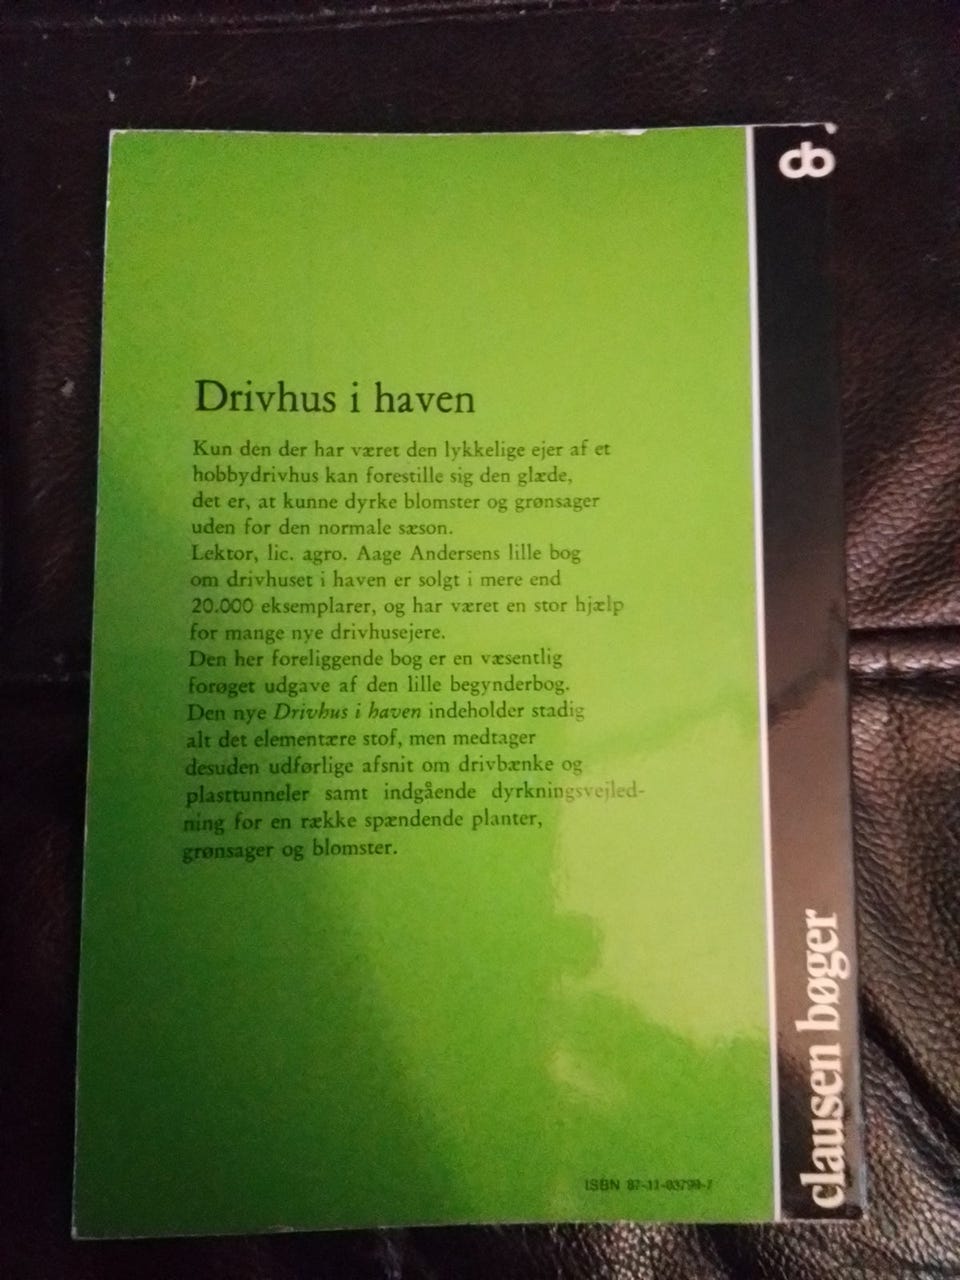 cb
Drivhus i haven
Kun den der har været den lykkelige ejer af et
hobbydrivhus kan forestille sig den glæde,
det er, at kunne dyrke blomster og grønsager
uden for den normale sæson.
Lektor, lic. agro. Aage Andersens lille bog
om drivhuset i haven er solgt i mere end
20.000 eksemplarer, og har været en stor hjælp
for mange nye drivhusejere.
Den her foreliggende bog er en væsentlig
forøget udgave af den lille begynderbog.
Den nye Drivhus i haven indeholder stadig
alt det elementære stof, men medtager
desuden udførlige afsnit om drivbænke og
plasttunneler samt indgående dyrkningsvejled-
ning for en række spændende planter,
grønsager og blomster.
clausen bøger
ISBN